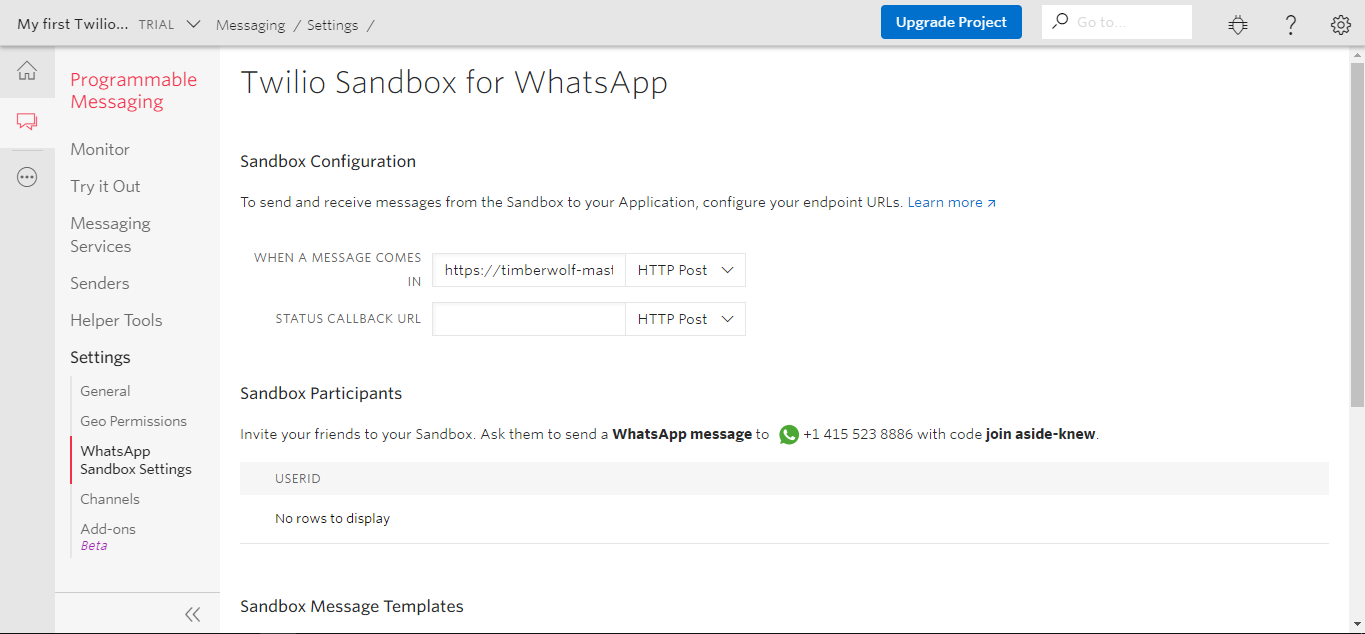 My first Twilio... TRIAL Messaging / Settings /
Upgrade Project
Go to...
Programmable
Messaging
Monitor
Try it Out
Messaging
Services
Senders
Helper Tools
Settings
General
Geo Permissions
WhatsApp
Sandbox Settings
Channels
Add-ons
Beta
Twilio Sandbox for WhatsApp
Sandbox Configuration
To send and receive messages from the Sandbox to your Application, configure your endpoint URLs. Learn more
WHEN A MESSAGE COMES
IN
https://timberwolf-mast HTTP Post
STATUS CALLBACK URL HTTP Post
Sandbox Participants
Invite your friends to your Sandbox. Ask them to send a WhatsApp message to +1 415 523 8886 with code join aside-knew.
USERID
No rows to display
Sandbox Message Templates